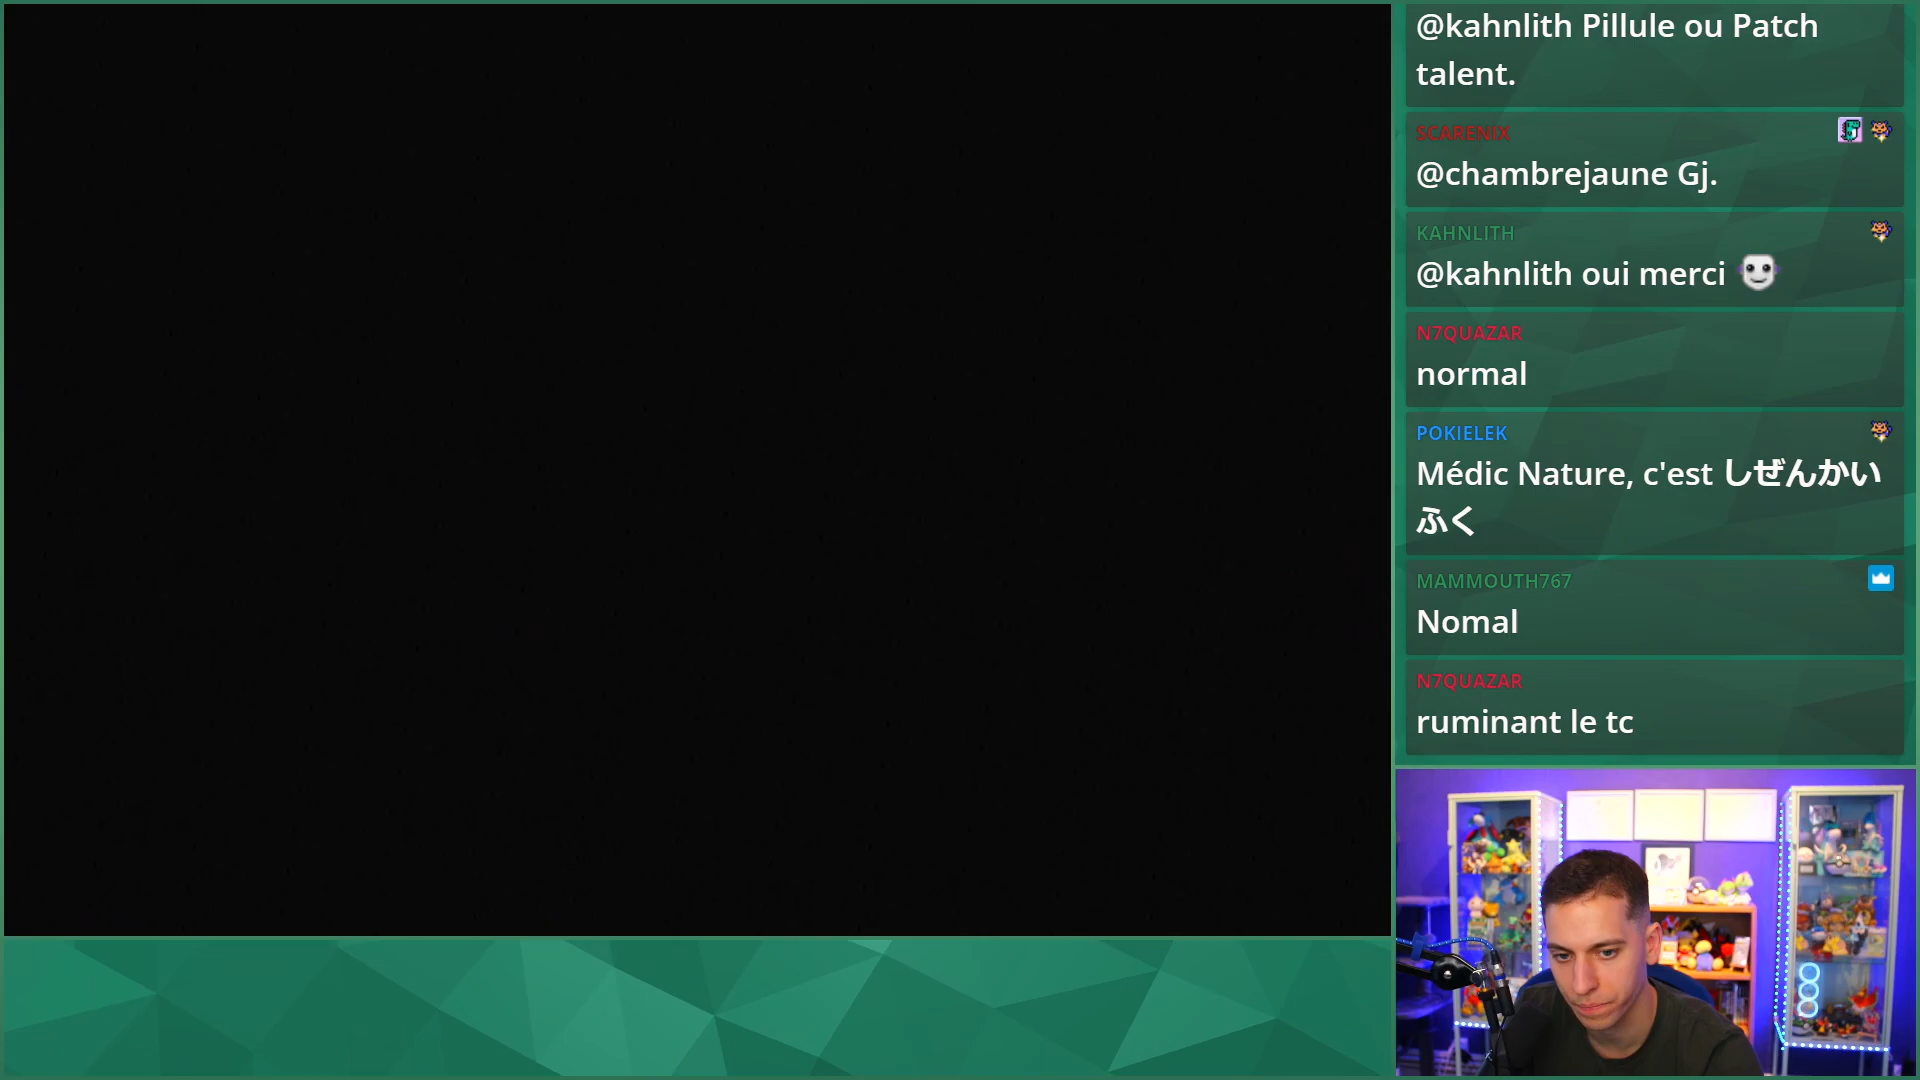 @kahnlith Pillule ou Patch
talent.
SCARENIX
@chambrejaune Gj.
KAHNLITH
@kahnlith oui merci
N7QUAZAR
normal
POKIELEK
Médic Nature, c'est しぜんかい
ふく
MAMMOUTH767
Nomal
N7QUAZAR
ruminant le tc